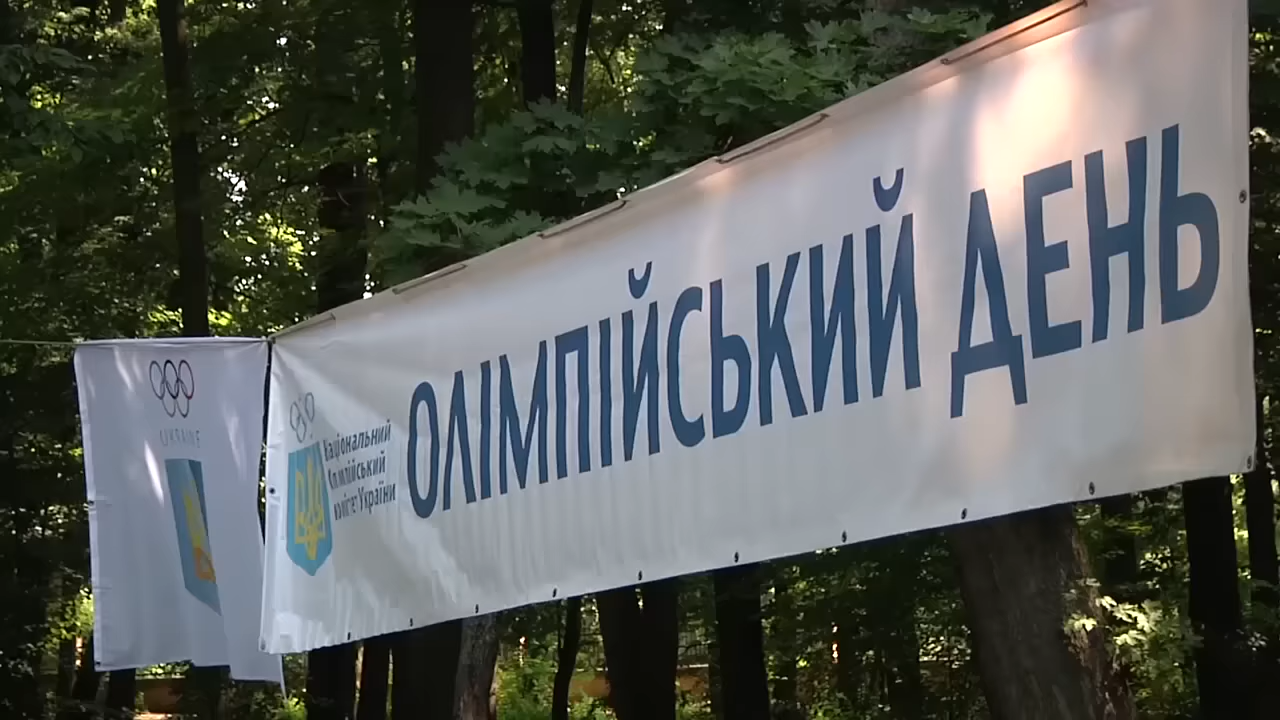 UKRAINE
Національний
Олімпійський
комітет України
ОЛІМПІЙСЬКИЙ ДЕНЬ